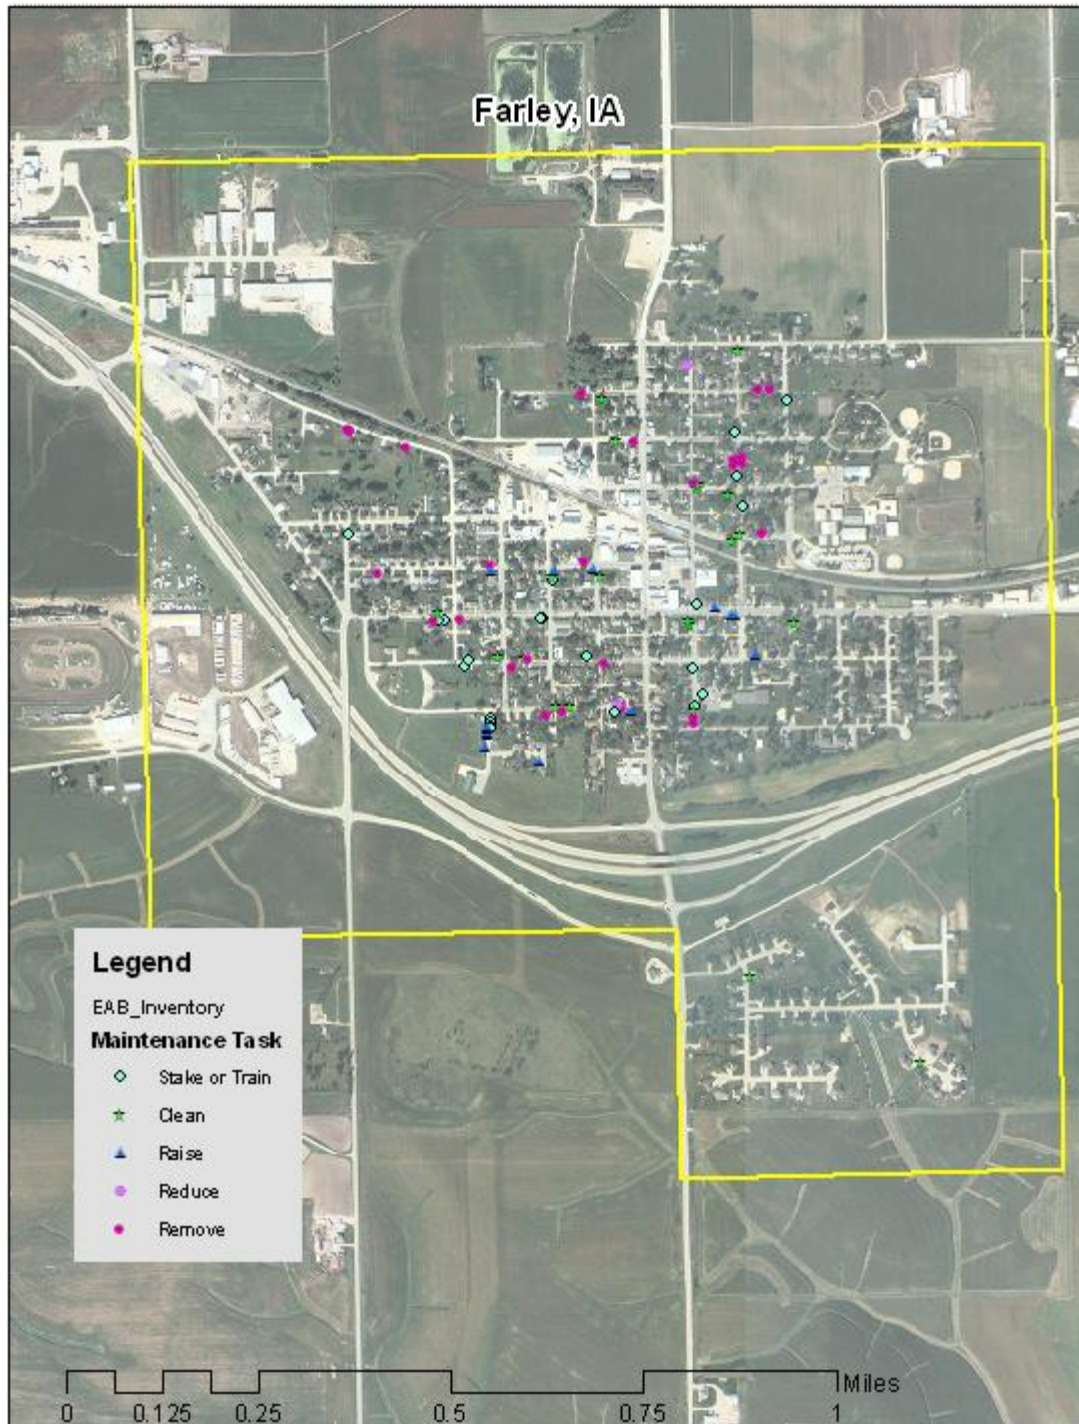 Farley, IA
Legend
EAB_Inventory
Maintenance Task
Stake or Train
Clean
Raise
Reduce
Remove
Miles
0 0.125 0.25 0.5 0.75 1